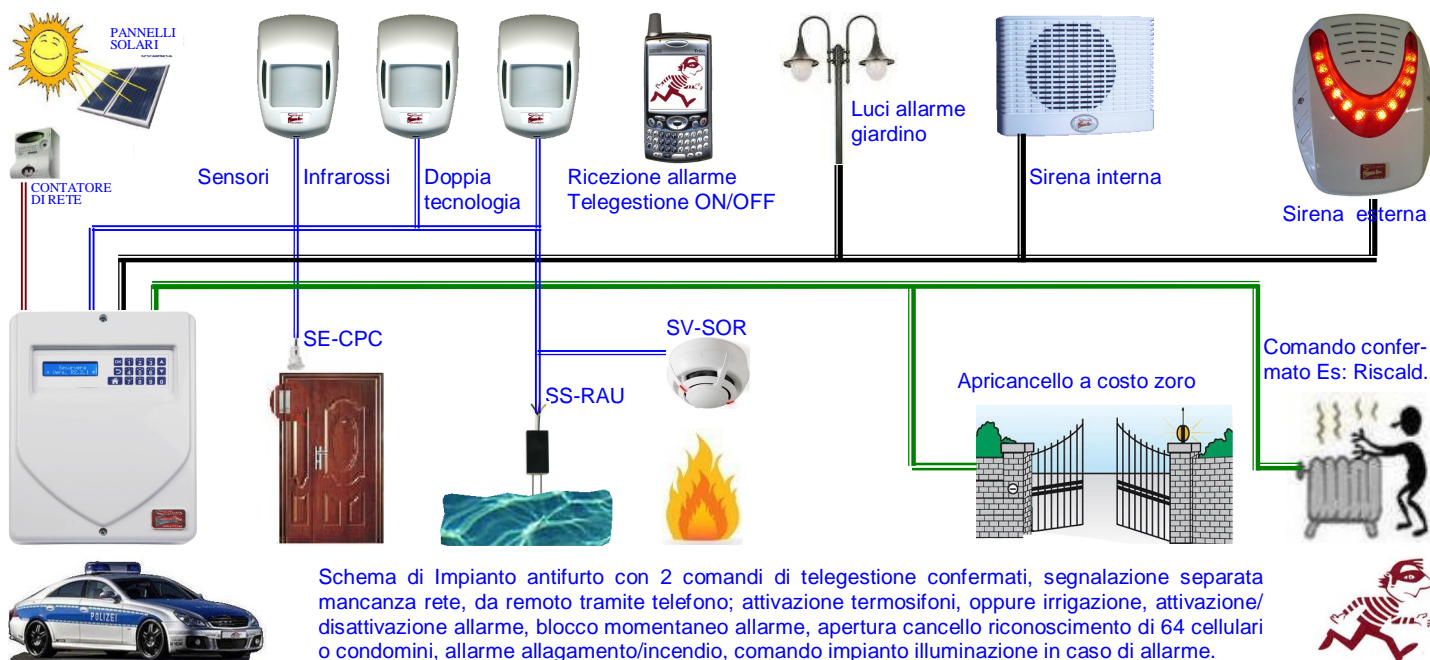 PANNELLI
SOLARI
CONTATORE
DI RETE
Sensori
Infrarossi
Doppia
tecnologia
Ricezione allarme
Telegestione ON/OFF
Luci allarme
giardino
Sirena interna
Sirena esterna
SE-CPC
SS-RAU
SV-SOR
Apricancello a costo zoro
Comando confer-
mato Es: Riscald.
POLIZEI
Schema di Impianto antifurto con 2 comandi di telegestione confermati, segnalazione separata
mancanza rete, da remoto tramite telefono; attivazione termosifoni, oppure irrigazione, attivazione/
disattivazione allarme, blocco momentaneo allarme, apertura cancello riconoscimento di 64 cellulari
o condomini, allarme allagamento/incendio, comando impianto illuminazione in caso di allarme.